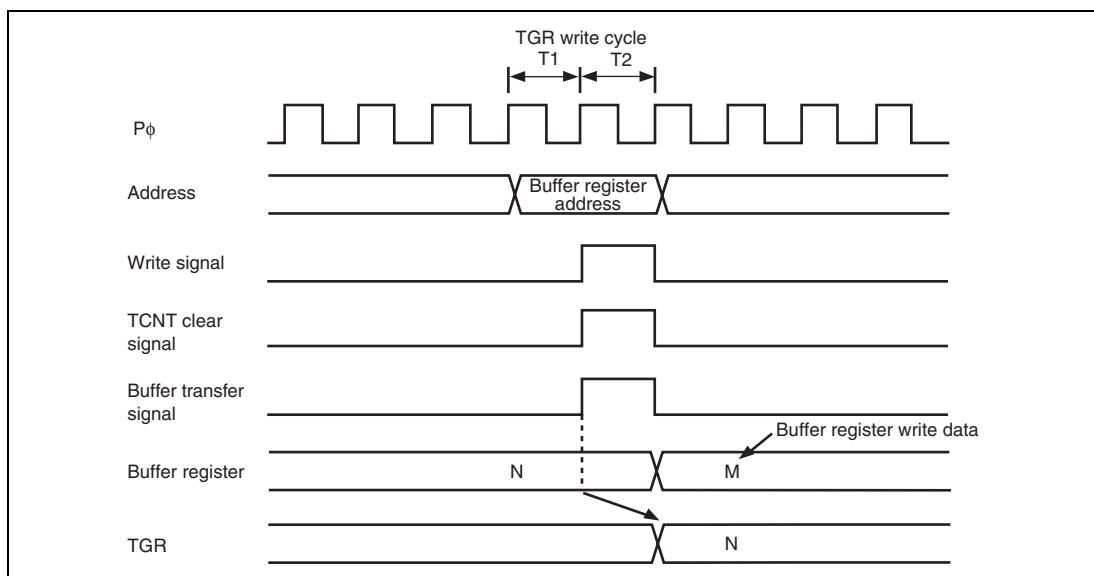 TGR write cycle
T1 T2
Pϕ
Address
Buffer register
address
Write signal
TCNT clear
signal
Buffer transfer
signal
Buffer register write data
Buffer register N M
TGR N